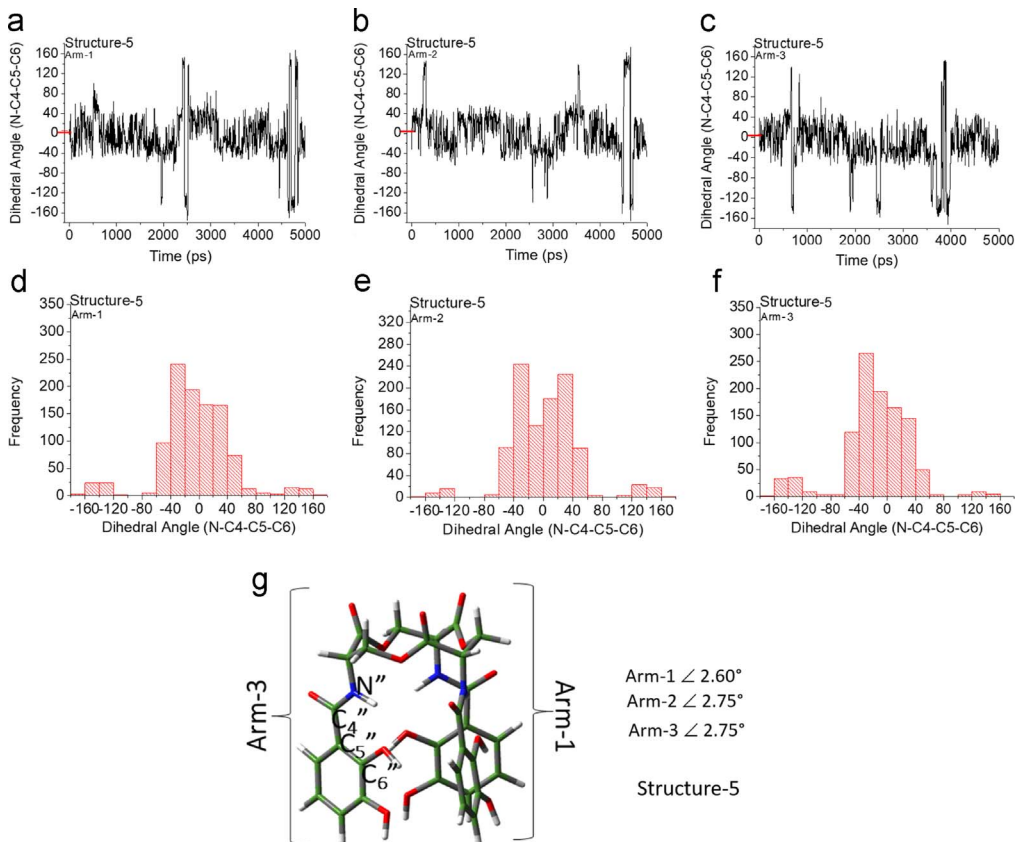 a
Structure-5
Arm-1
160
120
80
40
0
-40
-80
-120
-160
Dihedral Angle (N-C4-C5-C6)
0 1000 2000 3000 4000 5000
Time (ps)
b
Structure-5
Arm-2
160
120
80
40
0
-40
-80
-120
-160
Dihedral Angle (N-C4-C5-C6)
0 1000 2000 3000 4000 5000
Time (ps)
c
Structure-5
Arm-3
160
120
80
40
0
-40
-80
-120
-160
Dihedral Angle (N-C4-C5-C6)
0 1000 2000 3000 4000 5000
Time (ps)
d
Structure-5
Arm-1
350
300
250
200
150
100
50
0
Frequency
-160 -120 -80 -40 0 40 80 120 160
Dihedral Angle (N-C4-C5-C6)
e
Structure-5
Arm-2
320
280
240
200
160
120
80
40
0
Frequency
-160 -120 -80 -40 0 40 80 120 160
Dihedral Angle (N-C4-C5-C6)
f
Structure-5
Arm-3
350
300
250
200
150
100
50
0
Frequency
-160 -120 -80 -40 0 40 80 120 160
Dihedral Angle (N-C4-C5-C6)
g
Arm-3
N”
C4”
C5”
C6”
Arm-1
Arm-1 ∠ 2.60°
Arm-2 ∠ 2.75°
Arm-3 ∠ 2.75°
Structure-5